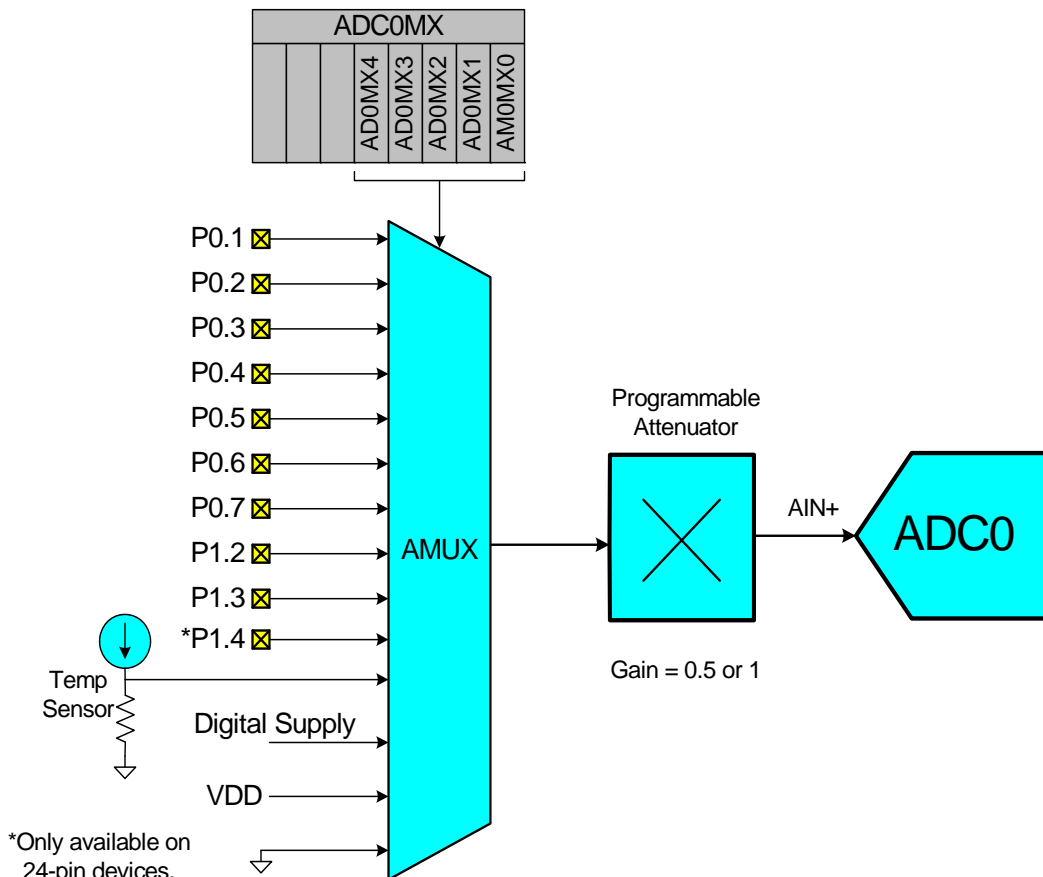 ADC0MX
AD0MX4
AD0MX3
AD0MX2
AD0MX1
AM0MX0
P0.1
P0.2
P0.3
P0.4
P0.5
P0.6
P0.7
P1.2
P1.3
*P1.4
Temp
Sensor
Digital Supply
VDD
*Only available on
24-pin devices.
AMUX
Programmable
Attenuator
Gain = 0.5 or 1
AIN+
ADC0